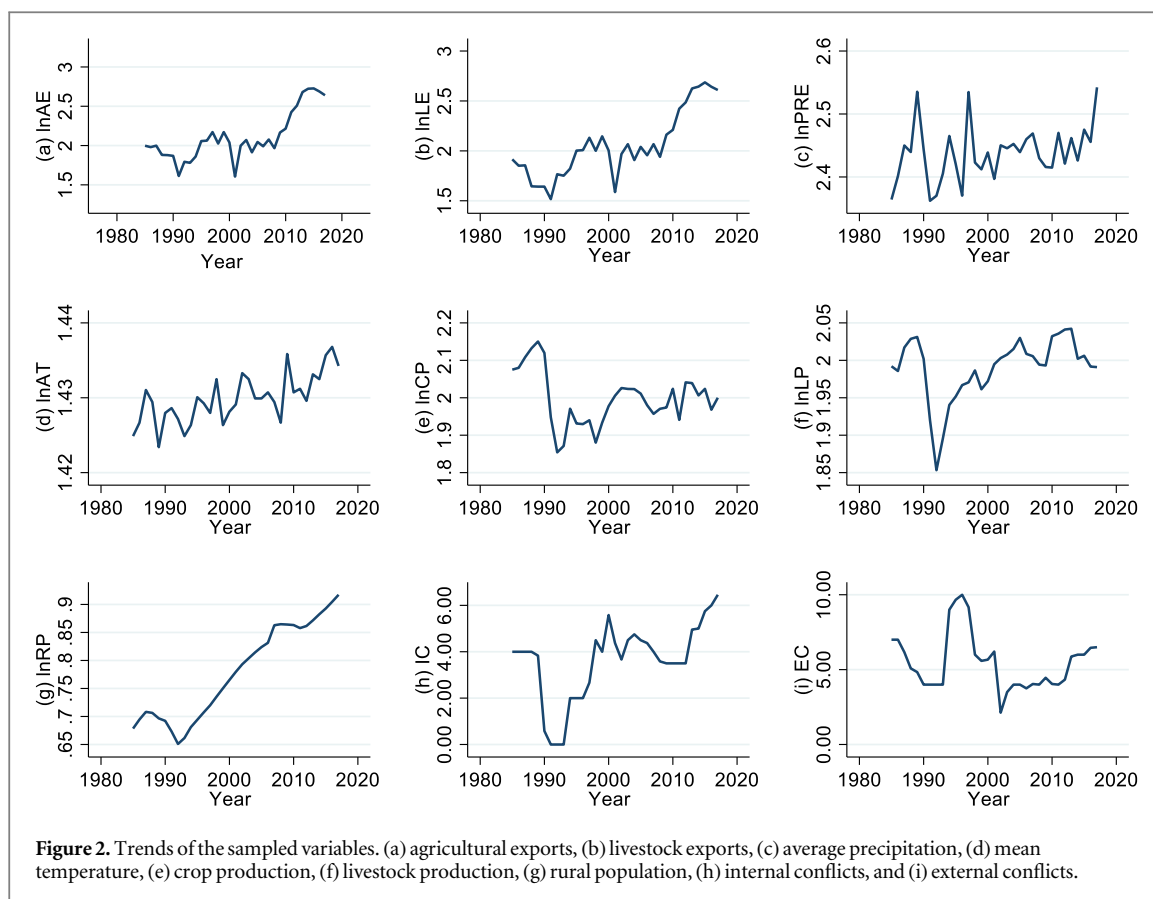 (a) lnAE
3
2.5
2
1.5
1980 1990 2000 2010 2020
Year
(b) lnLE
3
2.5
2
1.5
1980 1990 2000 2010 2020
Year
(c) lnPRE
2.6
2.5
2.4
1980 1990 2000 2010 2020
Year
(d) lnAT
1.44
1.43
1.42
1980 1990 2000 2010 2020
Year
(e) lnCP
2.2
2.1
2
1.9
1.8
1980 1990 2000 2010 2020
Year
(f) lnLP
2.05
2
1.95
1.9
1.85
1980 1990 2000 2010 2020
Year
(g) lnRP
.9
.85
.8
.75
.7
.65
1980 1990 2000 2010 2020
Year
(h) IC
6.00
4.00
2.00
0.00
1980 1990 2000 2010 2020
Year
(i) EC
10.00
5.00
0.00
1980 1990 2000 2010 2020
Year
Figure 2. Trends of the sampled variables. (a) agricultural exports, (b) livestock exports, (c) average precipitation, (d) mean
temperature, (e) crop production, (f) livestock production, (g) rural population, (h) internal conflicts, and (i) external conflicts.